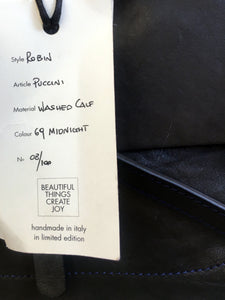 Style ROBIN
Article PUCCINI
Material WASHED CALF
Colour 69 MIDNIGHT
No 08/100
BEAUTIFUL
THINGS
CREATE
JOY
handmade in italy
in limited edition